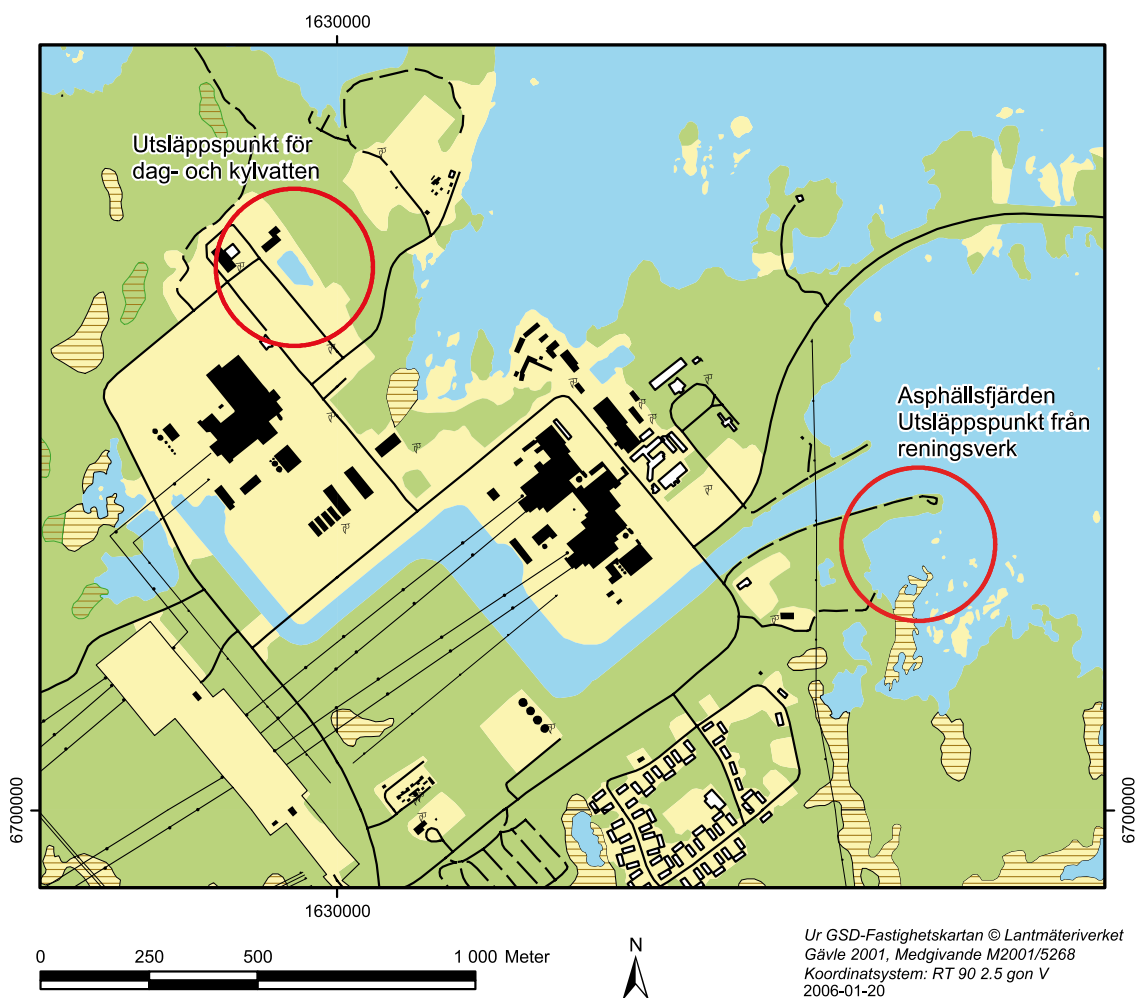 1630000
Utsläppspunkt för
dag- och kylvatten
Asphällsfjärden
Utsläppspunkt från
reningsverk
6700000
6700000
1630000
0 250 500 1 000 Meter
N
Ur GSD-Fastighetskartan © Lantmäteriverket
Gävle 2001, Medgivande M2001/5268
Koordinatsystem: RT 90 2.5 gon V
2006-01-20